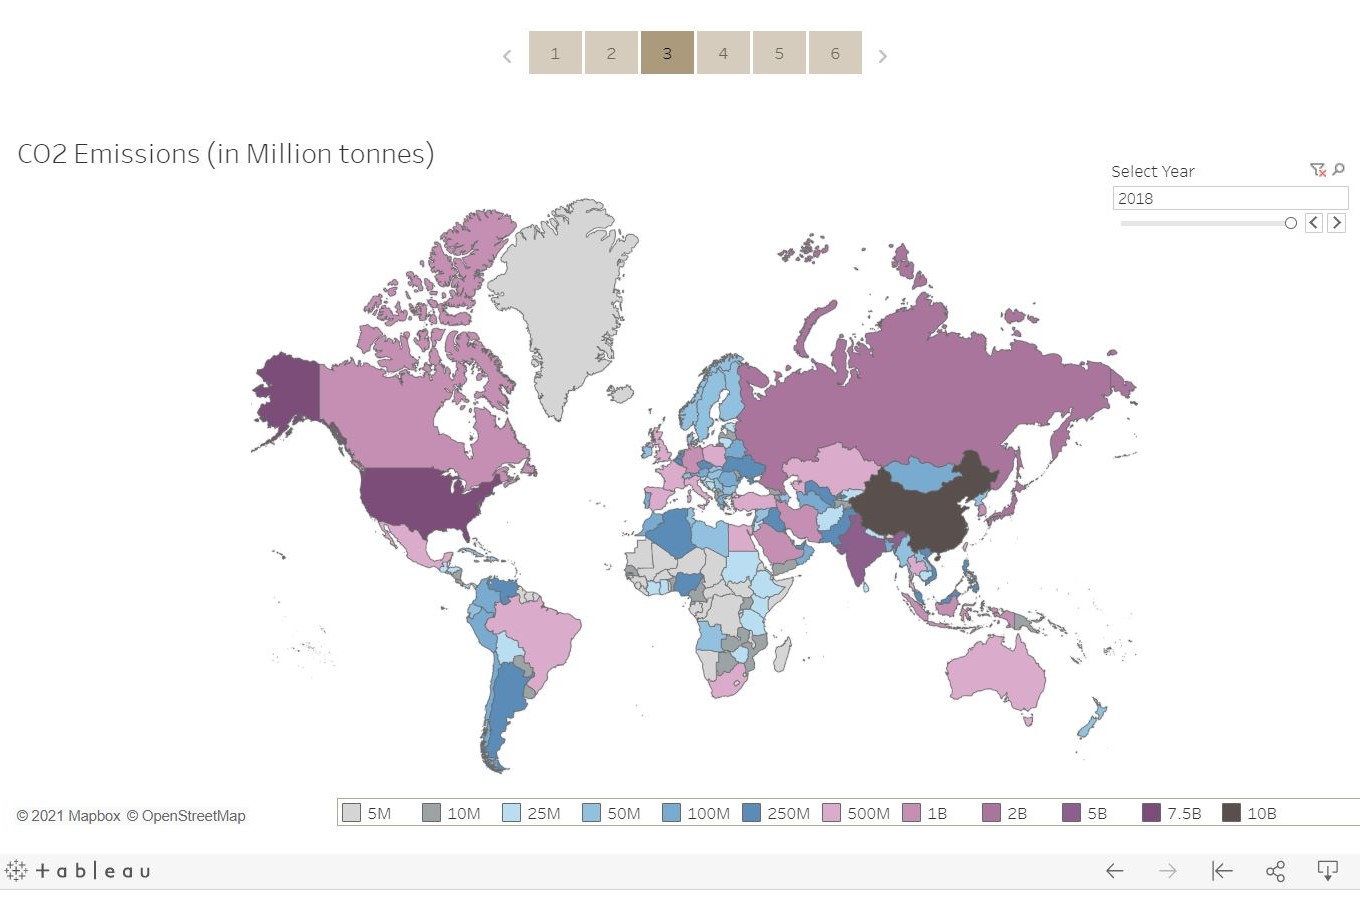 1 2 3 4 5 6
CO2 Emissions (in Million tonnes)
Select Year
2018
5M 10M 25M 50M 100M 250M 500M 1B 2B 5B 7.5B 10B
© 2021 Mapbox © OpenStreetMap
+ a b | e a u